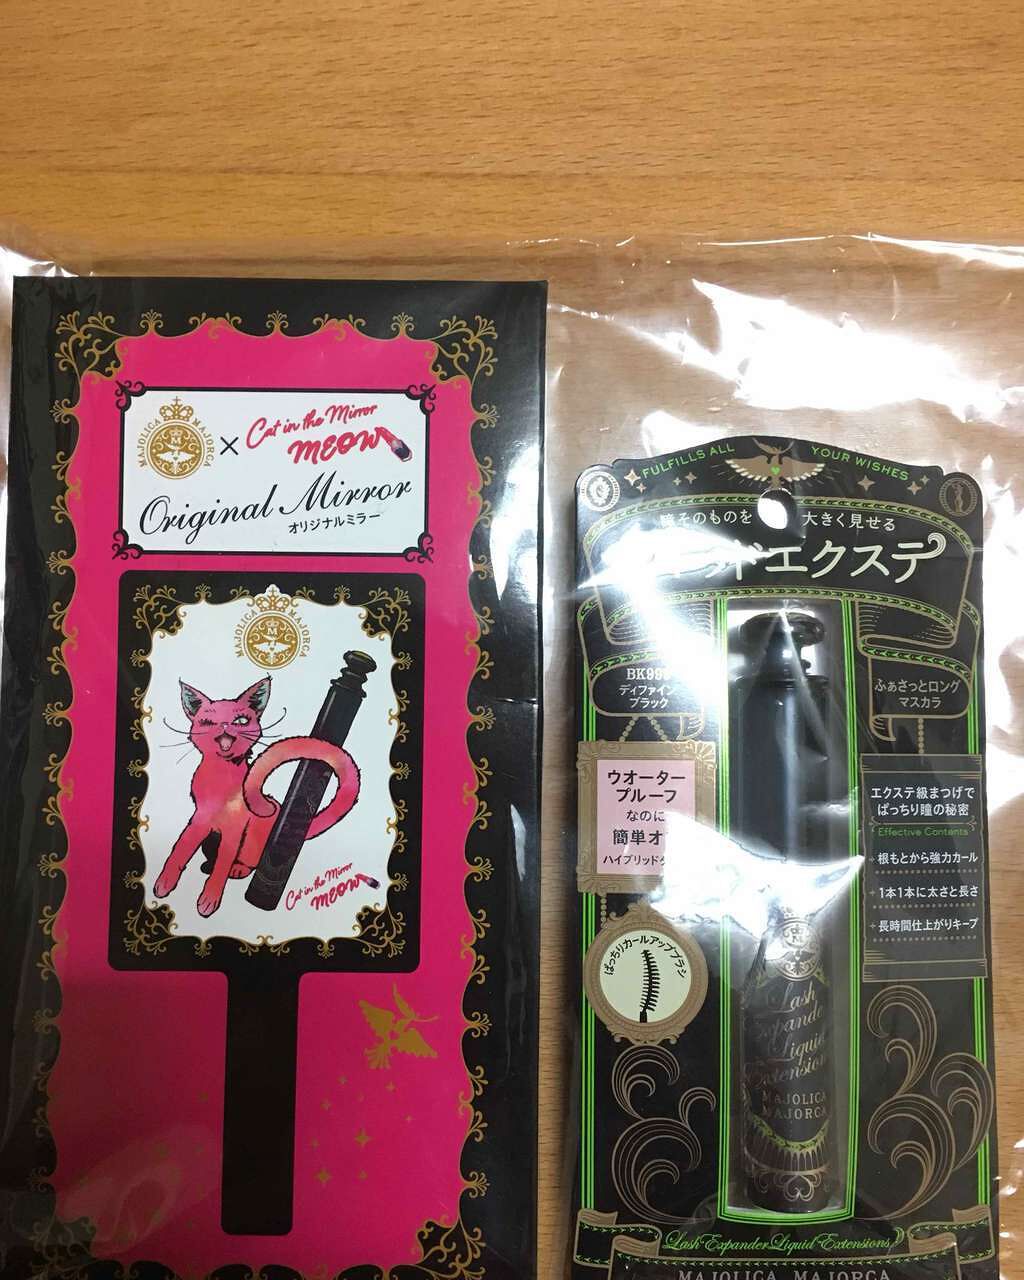 MAJOLICA MAJORCA
M
×
Cat in the Mirror
MEOW
Original Mirror
オリジナルミラー
MAJOLICA MAJORCA
M
Cat in the Mirror
MEOW
FULFILLS ALL YOUR WISHES
そのものを 大きく見せる
ドエクステ
BK999
ディファイン
ブラック
ふぁさっとロング
マスカラ
ウオーター
プルーフ
なのに
簡単オ
ハイブリッド
エクステ級まつげで
ぱっちり瞳の秘密
Effective Contents
根もとから強力カール
1本1本に太さと長さ
長時間仕上がりキープ
ぱっちりカールアップブラシ
M
Lash
Expander
Liquid
Extensions
MAJOLICA
MAJORCA
Lash Expander Liquid Extensions
MAJOLICA MAJORCA